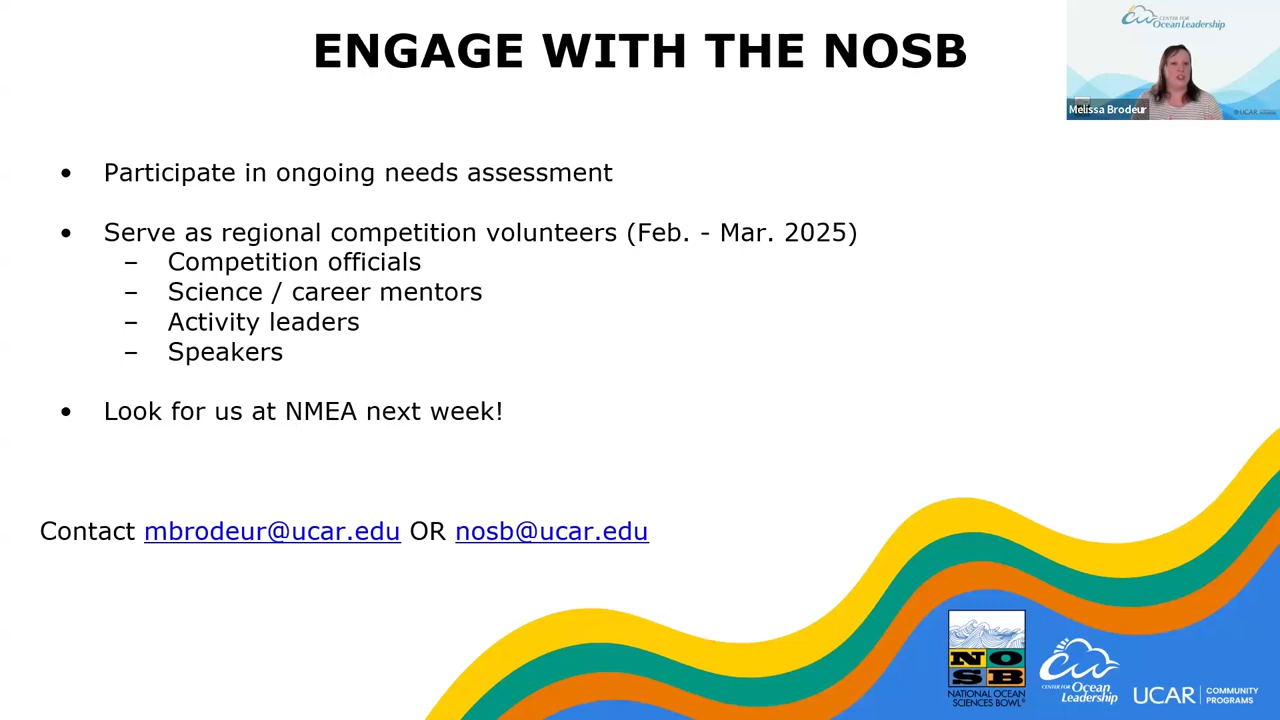 ENGAGE WITH THE NOSB
CENTER FOR
Ocean Leadership
Melissa Brodeur
UCAR
• Participate in ongoing needs assessment
• Serve as regional competition volunteers (Feb. - Mar. 2025)
– Competition officials
– Science / career mentors
– Activity leaders
– Speakers
• Look for us at NMEA next week!
Contact mbrodeur@ucar.edu OR nosb@ucar.edu
N O
S B
NATIONAL OCEAN
SCIENCES BOWL®
CENTER FOR Ocean
Leadership
UCAR
COMMUNITY
PROGRAMS